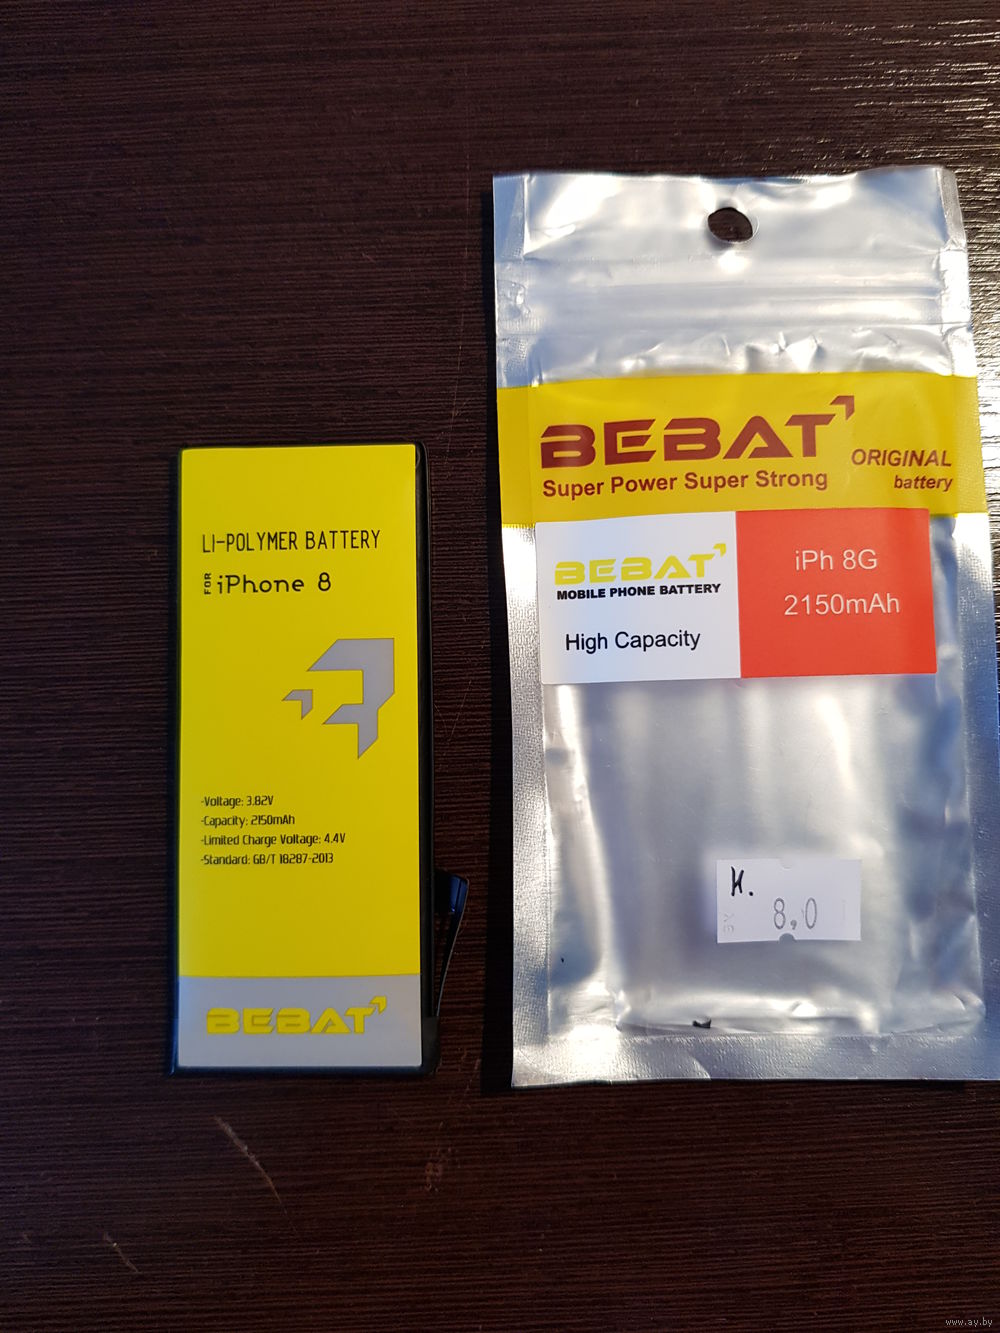 LI-POLYMER BATTERY
FOR iPhone 8
-Voltage: 3.82V
-Capacity: 2150mAh
-Limited Charge Voltage: 4.4V
-Standard: GB/T 18287-2013
BEBAT
BEBAT
Super Power Super Strong
ORIGINAL
battery
BEBAT
MOBILE PHONE BATTERY
High Capacity
iPh 8G
2150mAh
И.
8,0
www.ay.by